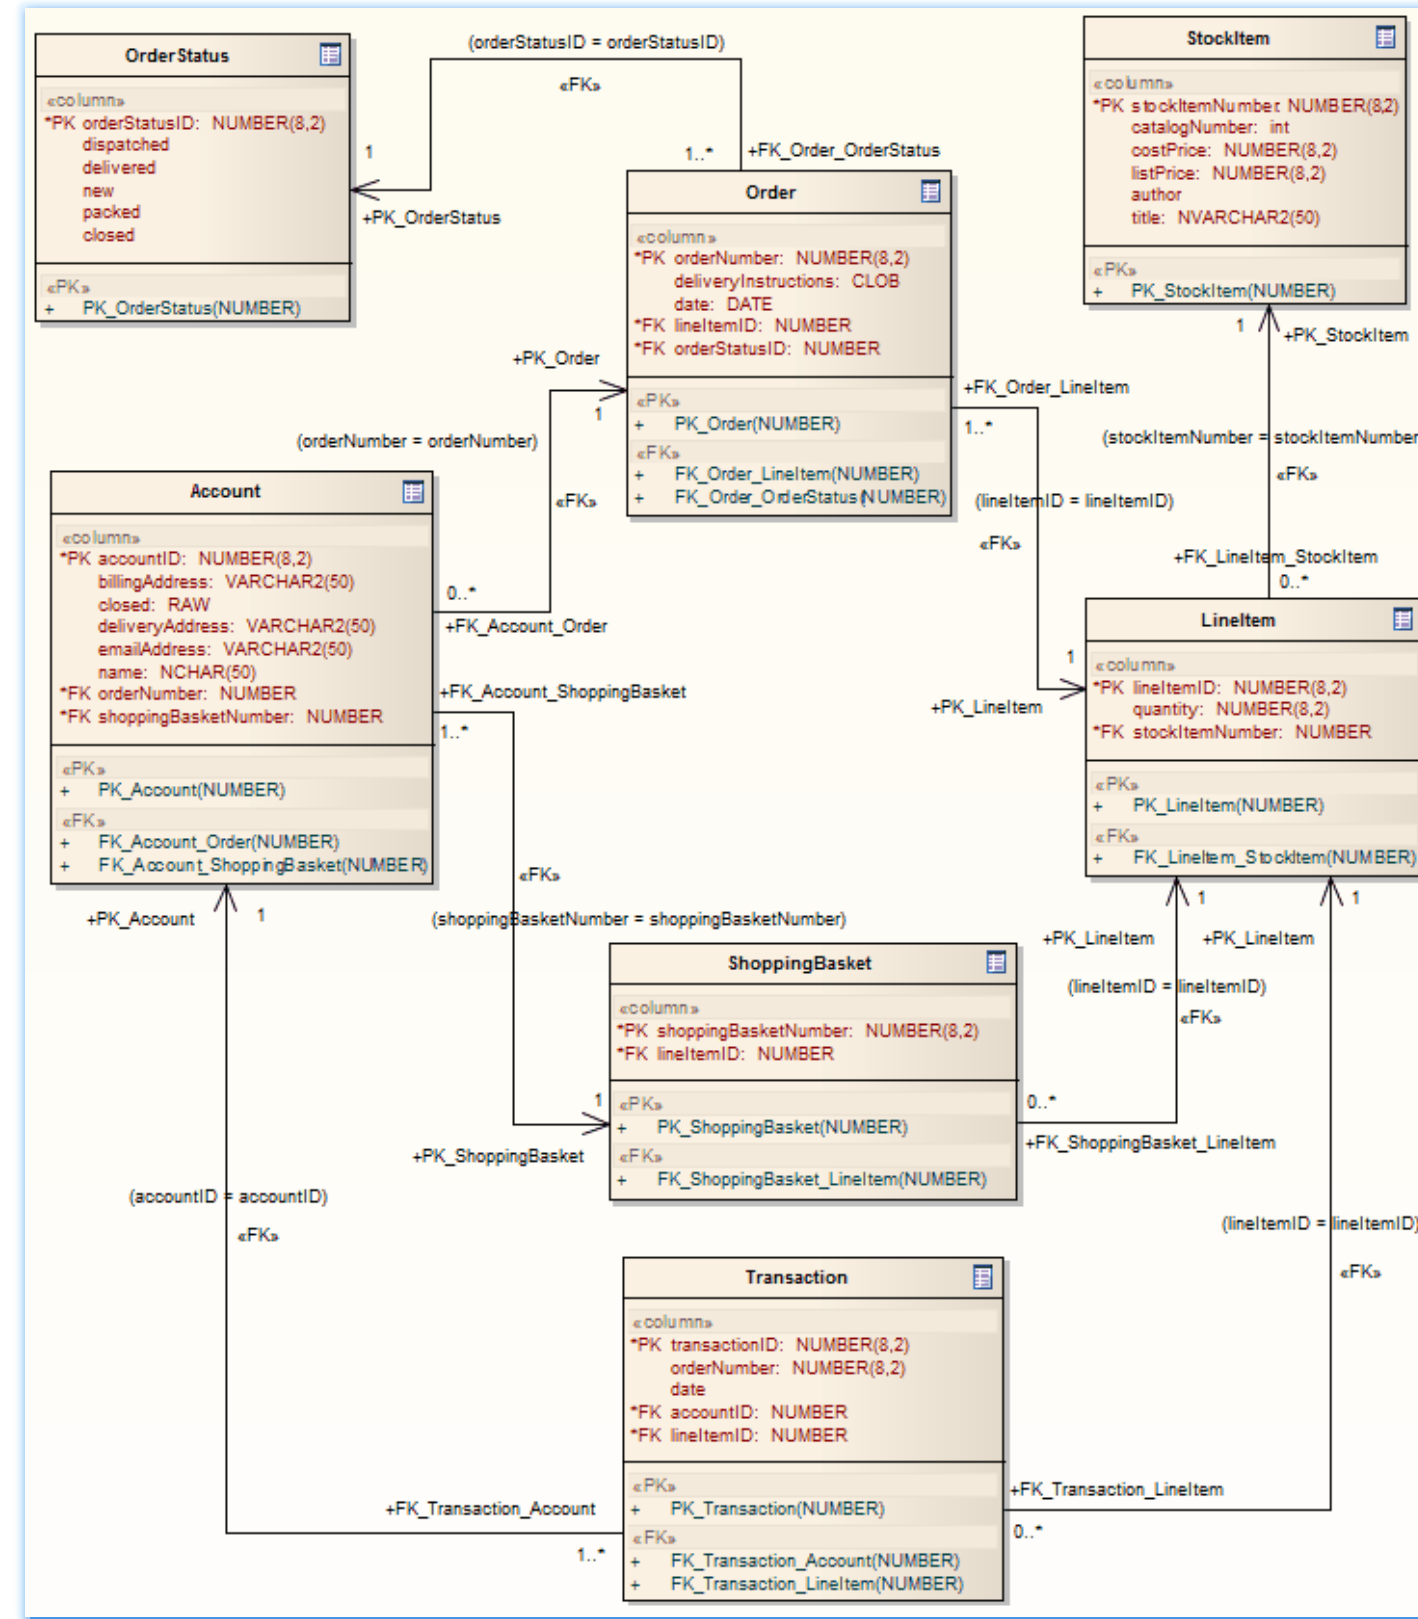 OrderStatus
«column»
*PK orderStatusID: NUMBER(8,2)
dispatched
delivered
new
packed
closed
«PK»
+ PK_OrderStatus(NUMBER)
(orderStatusID = orderStatusID)
«FK»
1
+PK_OrderStatus
1..*
+FK_Order_OrderStatus
Order
«column»
*PK orderNumber: NUMBER(8,2)
deliveryInstructions: CLOB
date: DATE
*FK lineItemID: NUMBER
*FK orderStatusID: NUMBER
«PK»
+ PK_Order(NUMBER)
«FK»
+ FK_Order_LineItem(NUMBER)
+ FK_Order_OrderStatus(NUMBER)
StockItem
«column»
*PK stockItemNumber: NUMBER(8,2)
catalogNumber: int
costPrice: NUMBER(8,2)
listPrice: NUMBER(8,2)
author
title: NVARCHAR2(50)
«PK»
+ PK_StockItem(NUMBER)
1
+PK_StockItem
+PK_Order
1
(orderNumber = orderNumber)
«FK»
0..*
+FK_Account_Order
+FK_Order_LineItem
1..*
(lineItemID = lineItemID)
«FK»
1
+PK_LineItem
(stockItemNumber = stockItemNumber
«FK»
+FK_LineItem_StockItem
0..*
Account
«column»
*PK accountID: NUMBER(8,2)
billingAddress: VARCHAR2(50)
closed: RAW
deliveryAddress: VARCHAR2(50)
emailAddress: VARCHAR2(50)
name: NCHAR(50)
*FK orderNumber: NUMBER
*FK shoppingBasketNumber: NUMBER
«PK»
+ PK_Account(NUMBER)
«FK»
+ FK_Account_Order(NUMBER)
+ FK_Account_ShoppingBasket(NUMBER)
LineItem
«column»
*PK lineItemID: NUMBER(8,2)
quantity: NUMBER(8,2)
*FK stockItemNumber: NUMBER
«PK»
+ PK_LineItem(NUMBER)
«FK»
+ FK_LineItem_StockItem(NUMBER)
+FK_Account_ShoppingBasket
1..*
«FK»
(shoppingBasketNumber = shoppingBasketNumber)
1
+PK_ShoppingBasket
+PK_Account
1
ShoppingBasket
«column»
*PK shoppingBasketNumber: NUMBER(8,2)
*FK lineItemID: NUMBER
«PK»
+ PK_ShoppingBasket(NUMBER)
«FK»
+ FK_ShoppingBasket_LineItem(NUMBER)
1
+PK_LineItem
(lineItemID = lineItemID)
«FK»
0..*
+FK_ShoppingBasket_LineItem
1
+PK_LineItem
(lineItemID = lineItemID)
«FK»
(accountID = accountID)
«FK»
+FK_Transaction_Account
1..*
Transaction
«column»
*PK transactionID: NUMBER(8,2)
orderNumber: NUMBER(8,2)
date
*FK accountID: NUMBER
*FK lineItemID: NUMBER
«PK»
+ PK_Transaction(NUMBER)
«FK»
+ FK_Transaction_Account(NUMBER)
+ FK_Transaction_LineItem(NUMBER)
+FK_Transaction_LineItem
0..*